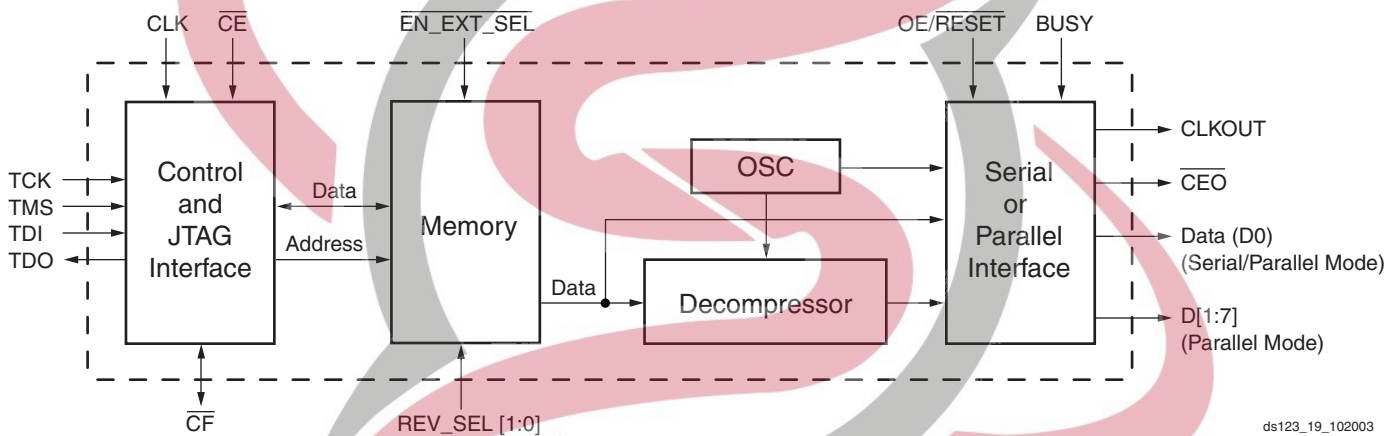 CLK CE EN_EXT_SEL OE/RESET BUSY
Control
and
JTAG
Interface
TCK
TMS
TDI
TDO
Data
Address
Memory
Data
OSC
Decompressor
Serial
or
Parallel
Interface
CLKOUT
CEO
Data (D0)
(Serial/Parallel Mode)
D[1:7]
(Parallel Mode)
CF
REV_SEL [1:0]
ds123_19_102003